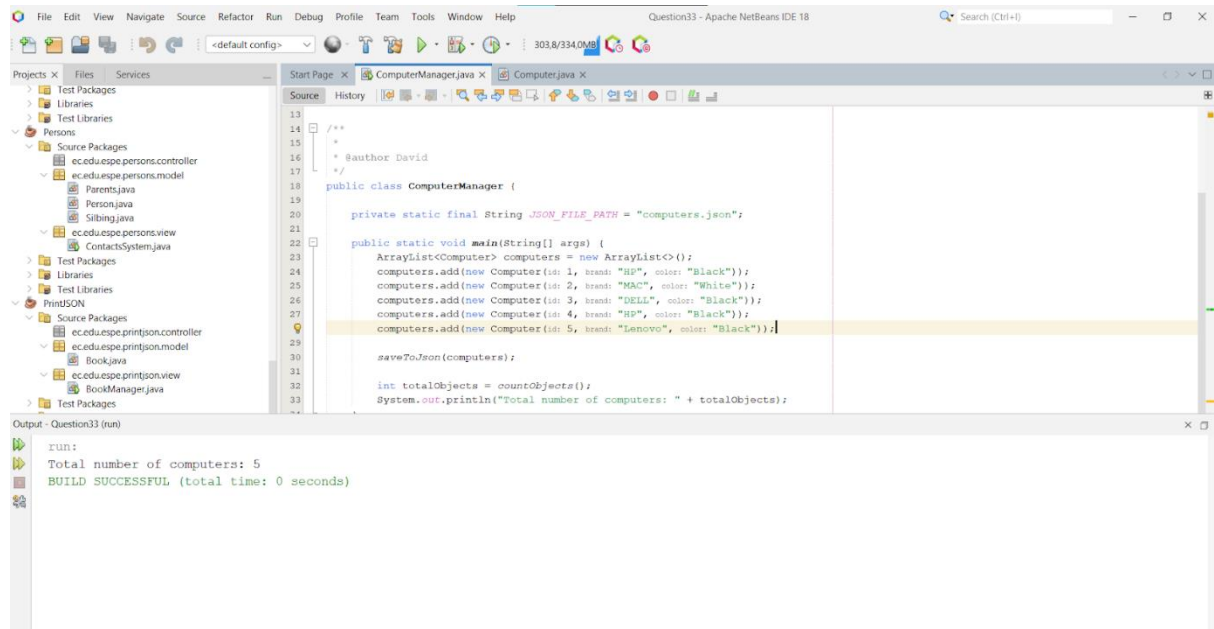 File Edit View Navigate Source Refactor Run Debug Profile Team Tools Window Help
Question33 - Apache NetBeans IDE 18
Search (Ctrl+I)
<default config>
303,8/334,0MB
Projects Files Services
Test Packages
Libraries
Test Libraries
Persons
Source Packages
ec.edu.espe.persons.controller
ec.edu.espe.persons.model
Parents.java
Person.java
Silbing.java
ec.edu.espe.persons.view
ContactsSystem.java
Test Packages
Libraries
Test Libraries
PrintJSON
Source Packages
ec.edu.espe.printjson.controller
ec.edu.espe.printjson.model
Book.java
ec.edu.espe.printjson.view
BookManager.java
Test Packages
Start Page ComputerManager.java Computer.java
Source History
13
14 /**
15 *
16 * @author David
17 */
18 public class ComputerManager {
19
20 private static final String JSON_FILE_PATH = "computers.json";
21
22 public static void main(String[] args) {
23 ArrayList<Computer> computers = new ArrayList<>();
24 computers.add(new Computer(id: 1, brand: "HP", color: "Black"));
25 computers.add(new Computer(id: 2, brand: "MAC", color: "White"));
26 computers.add(new Computer(id: 3, brand: "DELL", color: "Black"));
27 computers.add(new Computer(id: 4, brand: "HP", color: "Black"));
computers.add(new Computer(id: 5, brand: "Lenovo", color: "Black"));
29
30 saveToJson(computers);
31
32 int totalObjects = countObjects();
33 System.out.println("Total number of computers: " + totalObjects);
Output - Question33 (run)
run:
Total number of computers: 5
BUILD SUCCESSFUL (total time: 0 seconds)